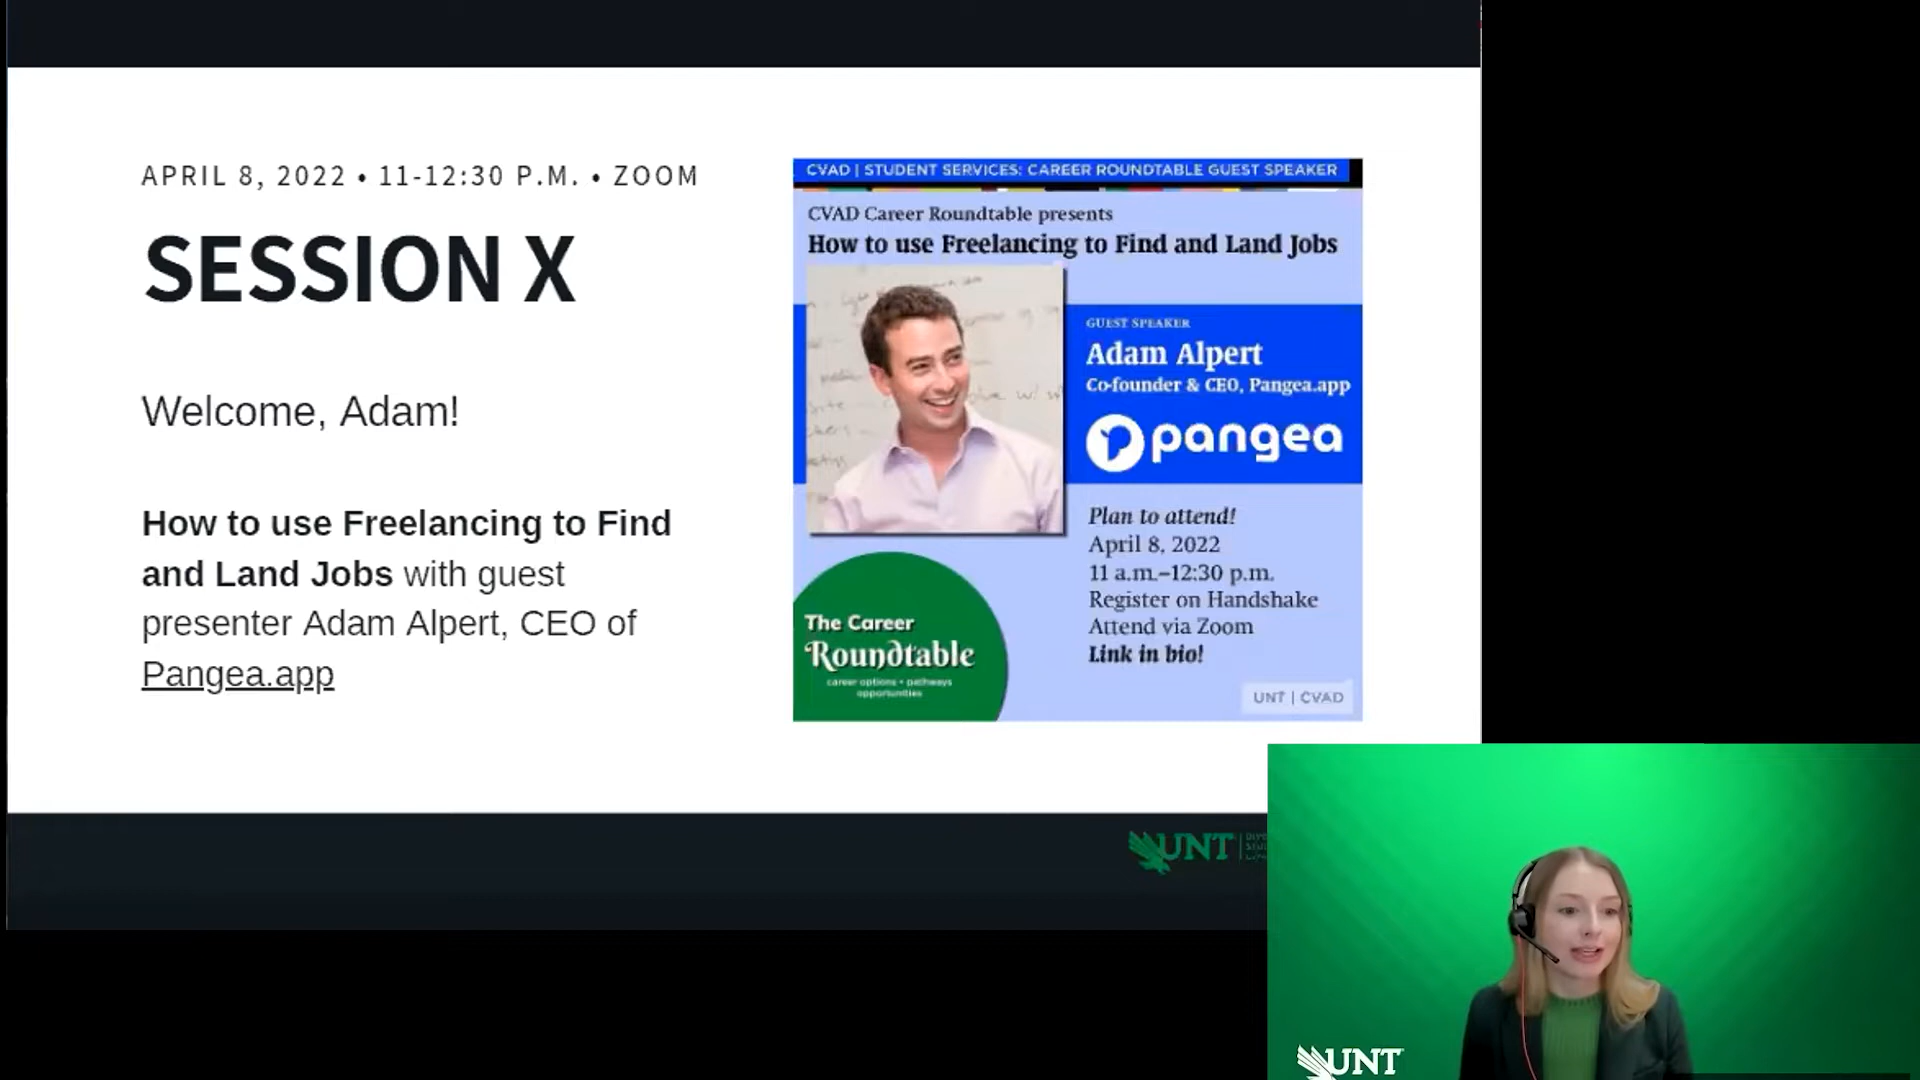 APRIL 8, 2022 • 11-12:30 P.M. • ZOOM
SESSION X
Welcome, Adam!
How to use Freelancing to Find
and Land Jobs with guest
presenter Adam Alpert, CEO of
Pangea.app
CVAD | STUDENT SERVICES: CAREER ROUNDTABLE GUEST SPEAKER
CVAD Career Roundtable presents
How to use Freelancing to Find and Land Jobs
GUEST SPEAKER
Adam Alpert
Co-founder & CEO, Pangea.app
pangea
Plan to attend!
April 8, 2022
11 a.m.–12:30 p.m.
Register on Handshake
Attend via Zoom
Link in bio!
The Career
Roundtable
career options • pathways
opportunities
UNT | CVAD
UNT
UNT